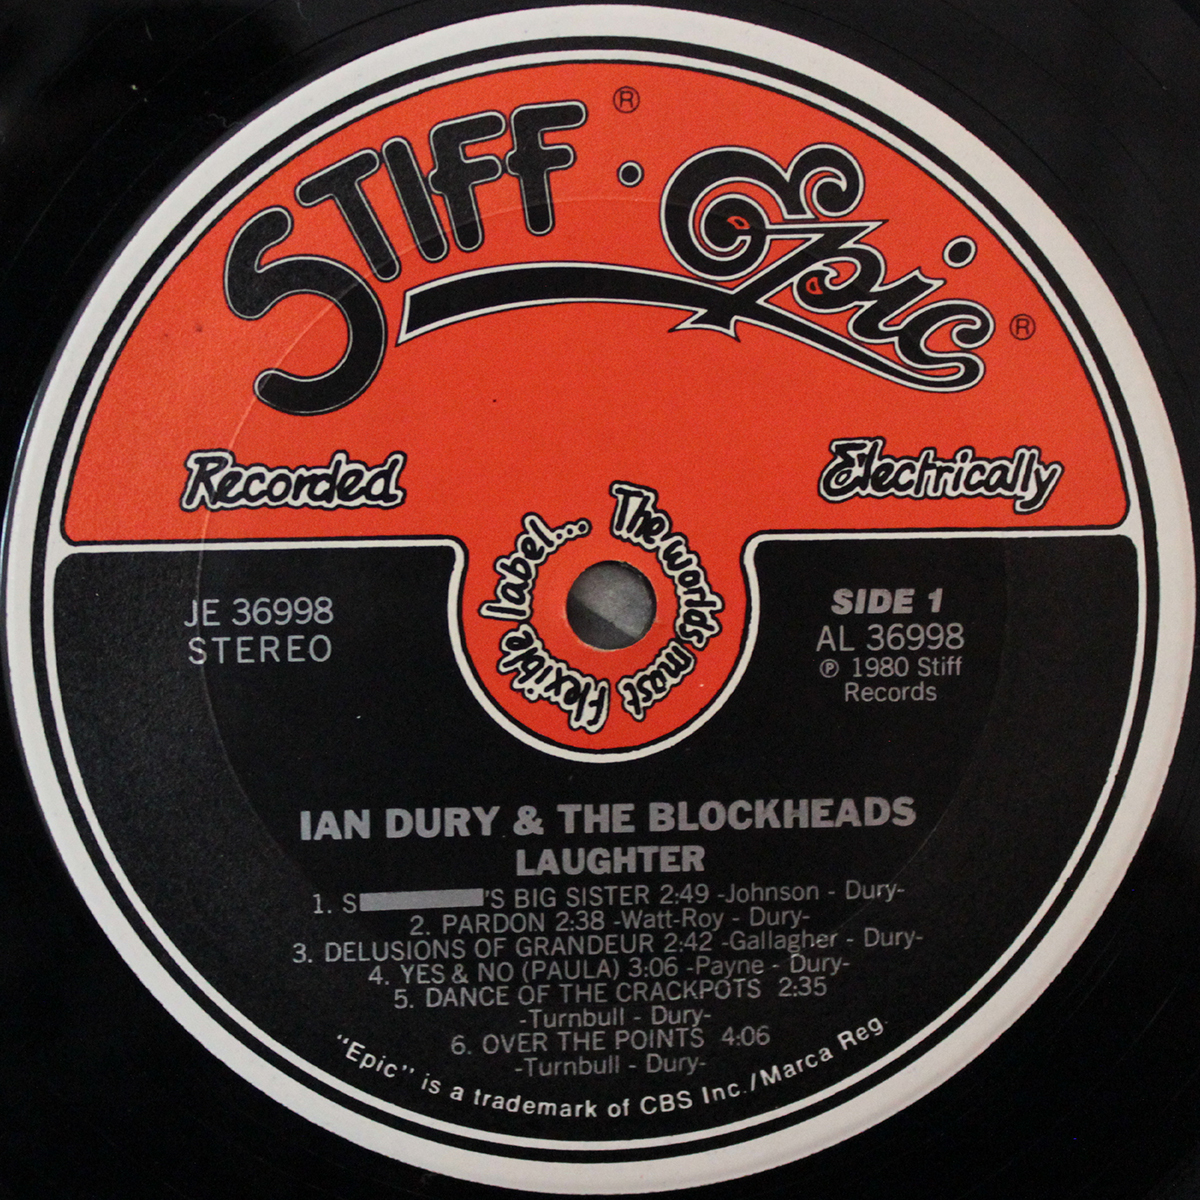 STIFF ® · Epic ®
Recorded
Electrically
The worlds most flexible label...
JE 36998
STEREO
SIDE 1
AL 36998
℗ 1980 Stiff
Records
IAN DURY & THE BLOCKHEADS
LAUGHTER
1. S 'S BIG SISTER 2:49 -Johnson - Dury-
2. PARDON 2:38 -Watt-Roy - Dury-
3. DELUSIONS OF GRANDEUR 2:42 -Gallagher - Dury-
4. YES & NO (PAULA) 3:06 -Payne - Dury-
5. DANCE OF THE CRACKPOTS 2:35
-Turnbull - Dury-
6. OVER THE POINTS 4:06
-Turnbull - Dury-
"Epic" is a trademark of CBS Inc./Marca Reg.